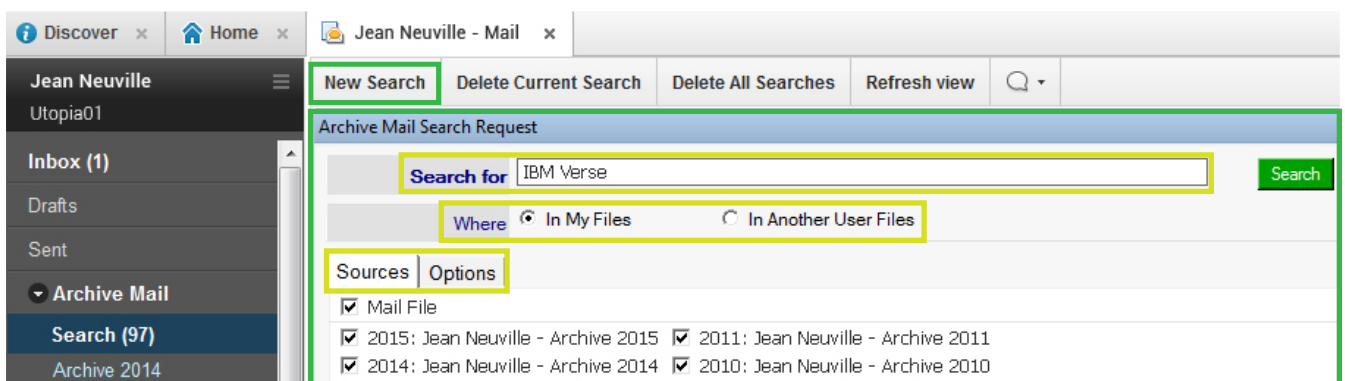 Discover × Home × Jean Neuville - Mail ×
Jean Neuville
Utopia01
New Search Delete Current Search Delete All Searches Refresh view
Archive Mail Search Request
Inbox (1)
Drafts
Sent
Archive Mail
Search (97)
Archive 2014
Search for IBM Verse Search
Where In My Files In Another User Files
Sources Options
Mail File
2015: Jean Neuville - Archive 2015 2011: Jean Neuville - Archive 2011
2014: Jean Neuville - Archive 2014 2010: Jean Neuville - Archive 2010